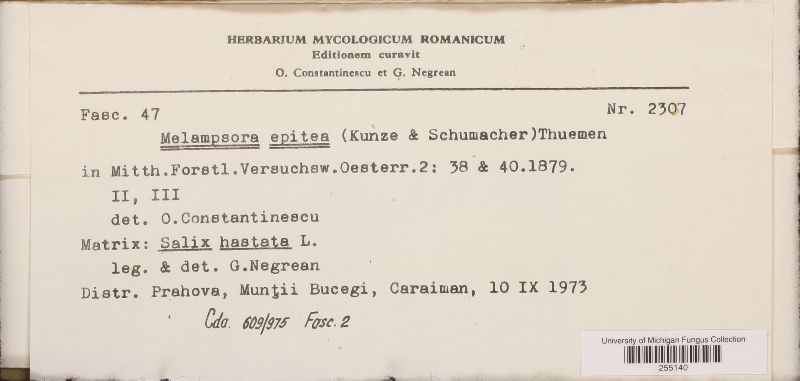 HERBARIUM MYCOLOGICUM ROMANICUM
Editionem curavit
O. Constantinescu et G. Negrean
Fasc. 47 Nr. 2307
Melampsora epitea (Kunze & Schumacher)Thuemen
in Mitth.Forstl.Versuchsw.Oesterr.2: 38 & 40.1879.
II, III
det. O.Constantinescu
Matrix: Salix hastata L.
leg. & det. G.Negrean
Distr. Prahova, Munţii Bucegi, Caraiman, 10 IX 1973
Cda. 609/975 Fasc. 2
University of Michigan Fungus Collection
255140